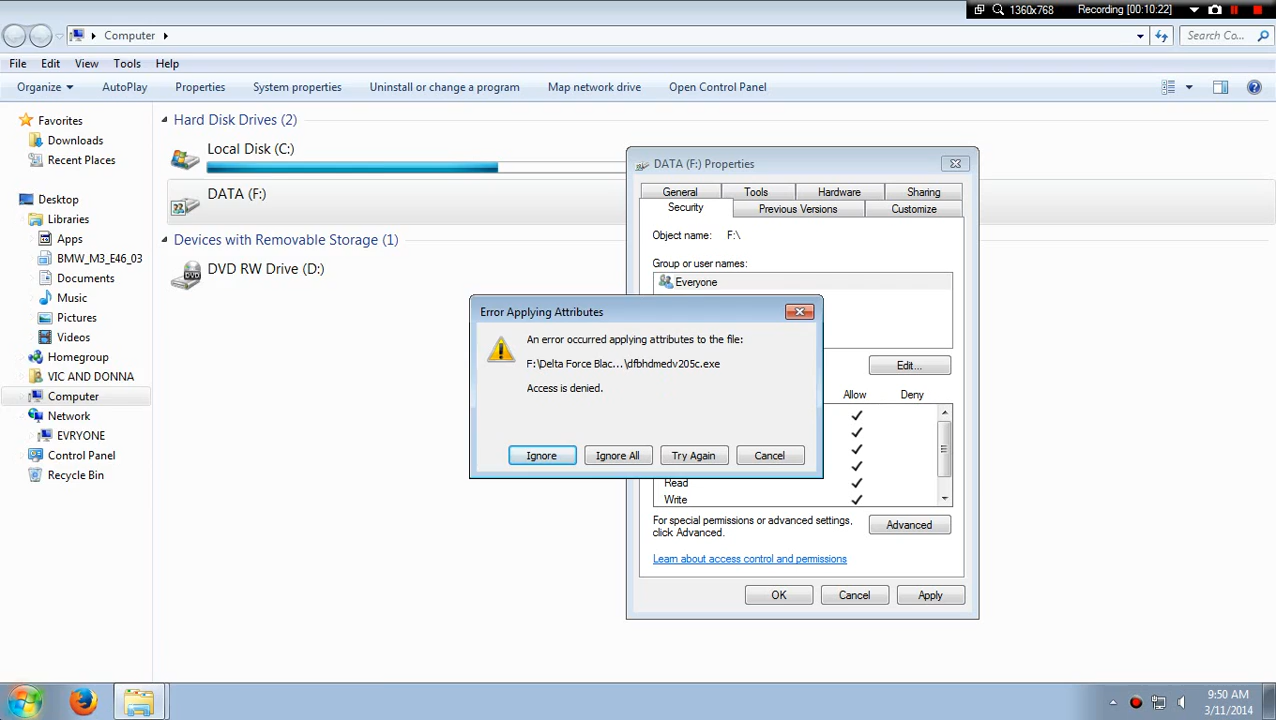 1360x768 Recording [00:10:22]
Computer
Search Co...
File Edit View Tools Help
Organize AutoPlay Properties System properties Uninstall or change a program Map network drive Open Control Panel
Favorites
Downloads
Recent Places
Desktop
Libraries
Apps
BMW_M3_E46_03
Documents
Music
Pictures
Videos
Homegroup
VIC AND DONNA
Computer
Network
EVRYONE
Control Panel
Recycle Bin
Hard Disk Drives (2)
Local Disk (C:)
DATA (F:)
Devices with Removable Storage (1)
DVD RW Drive (D:)
DVD
DATA (F:) Properties
General Tools Hardware Sharing
Security Previous Versions Customize
Object name: F:\
Group or user names:
Everyone
Edit...
Allow Deny
Read
Write
For special permissions or advanced settings,
click Advanced.
Advanced
Learn about access control and permissions
OK Cancel Apply
Error Applying Attributes
An error occurred applying attributes to the file:
F:\Delta Force Blac...\dfbhdmedv205c.exe
Access is denied.
Ignore Ignore All Try Again Cancel
9:50 AM
3/11/2014